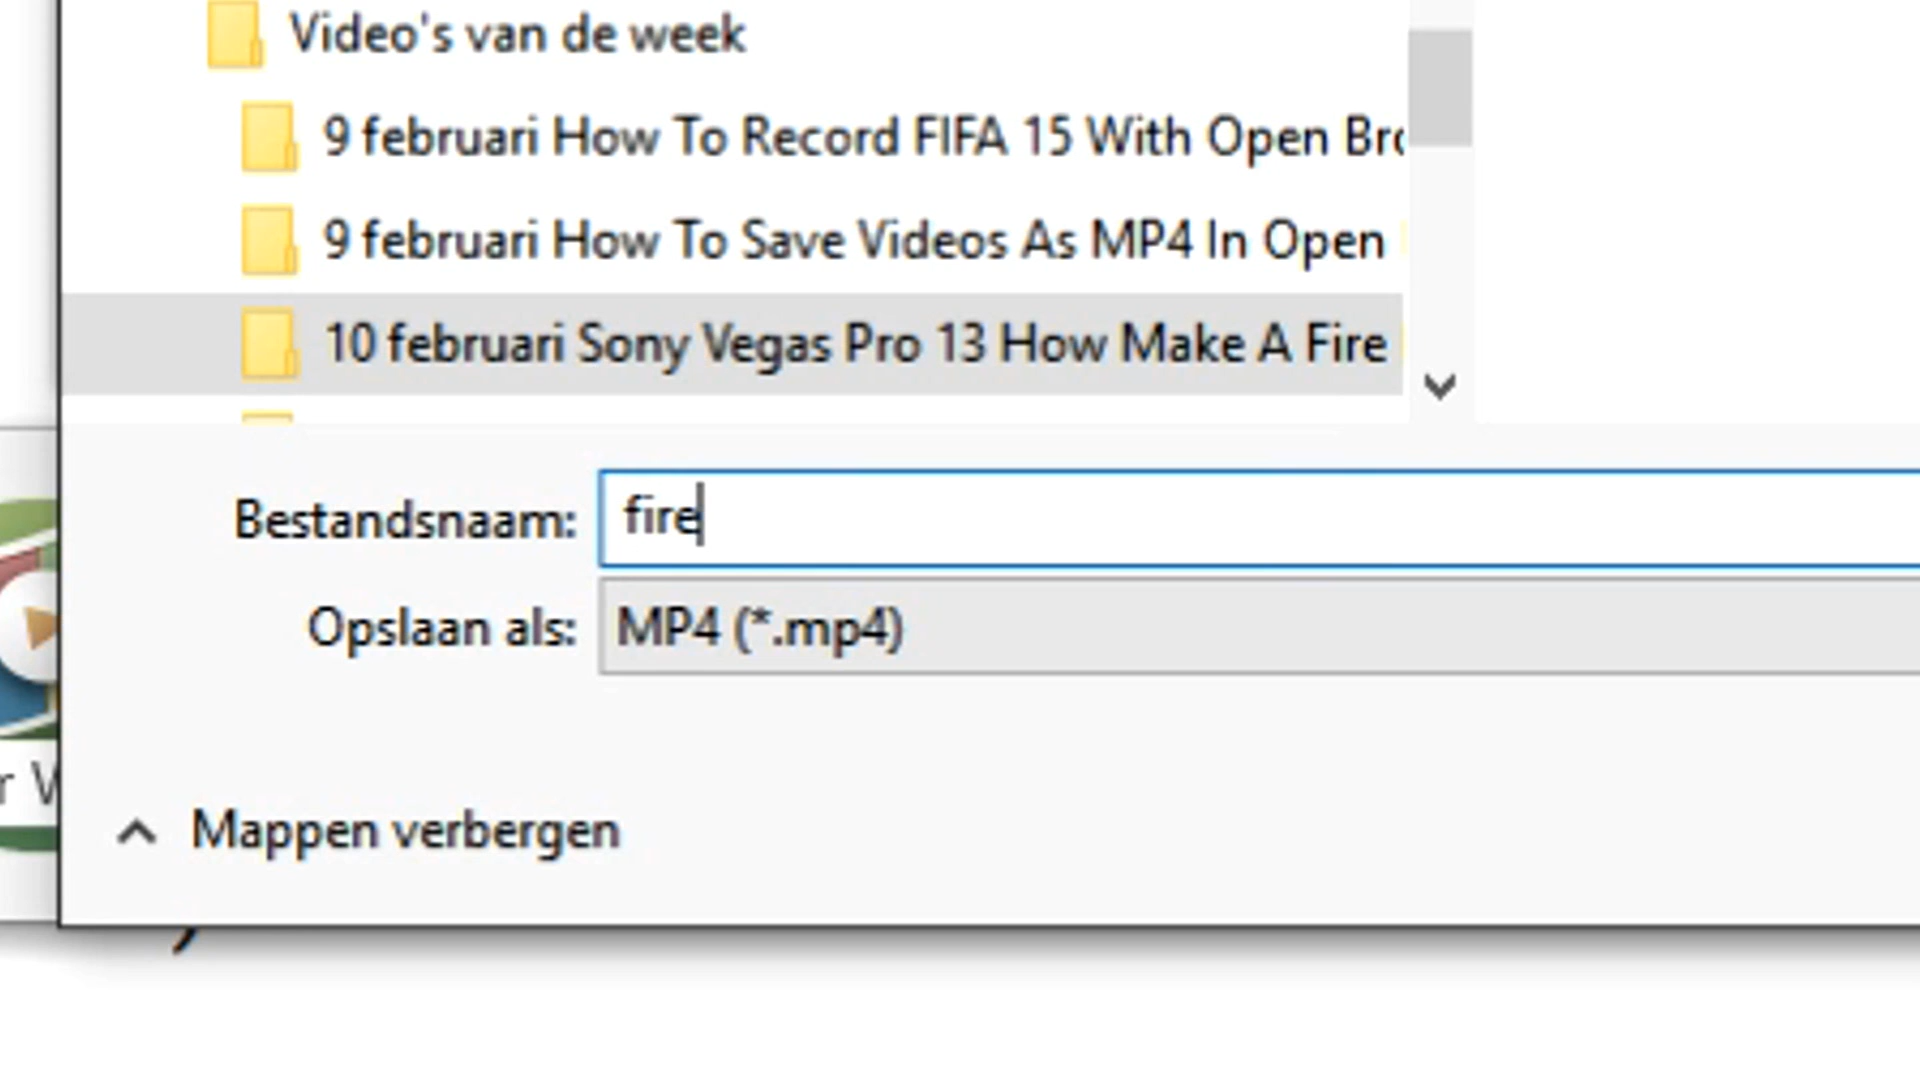 Video's van de week
9 februari How To Record FIFA 15 With Open
9 februari How To Save Videos As MP4 In Open
10 februari Sony Vegas Pro 13 How Make A Fire
Bestandsnaam: fire
Opslaan als: MP4 (*.mp4)
Mappen verbergen